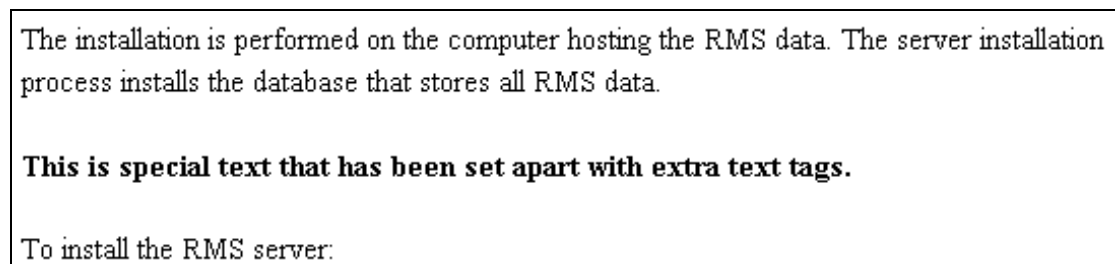 The installation is performed on the computer hosting the RMS data. The server installation
process installs the database that stores all RMS data.
This is special text that has been set apart with extra text tags.
To install the RMS server: